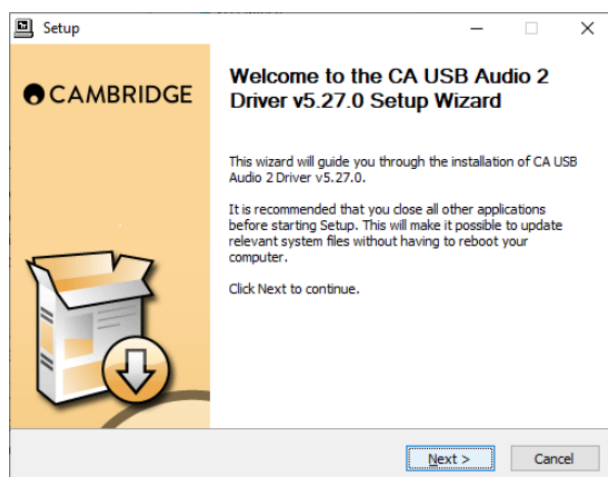 Setup
CAMBRIDGE
Welcome to the CA USB Audio 2
Driver v5.27.0 Setup Wizard
This wizard will guide you through the installation of CA USB
Audio 2 Driver v5.27.0.
It is recommended that you close all other applications
before starting Setup. This will make it possible to update
relevant system files without having to reboot your
computer.
Click Next to continue.
Next >
Cancel